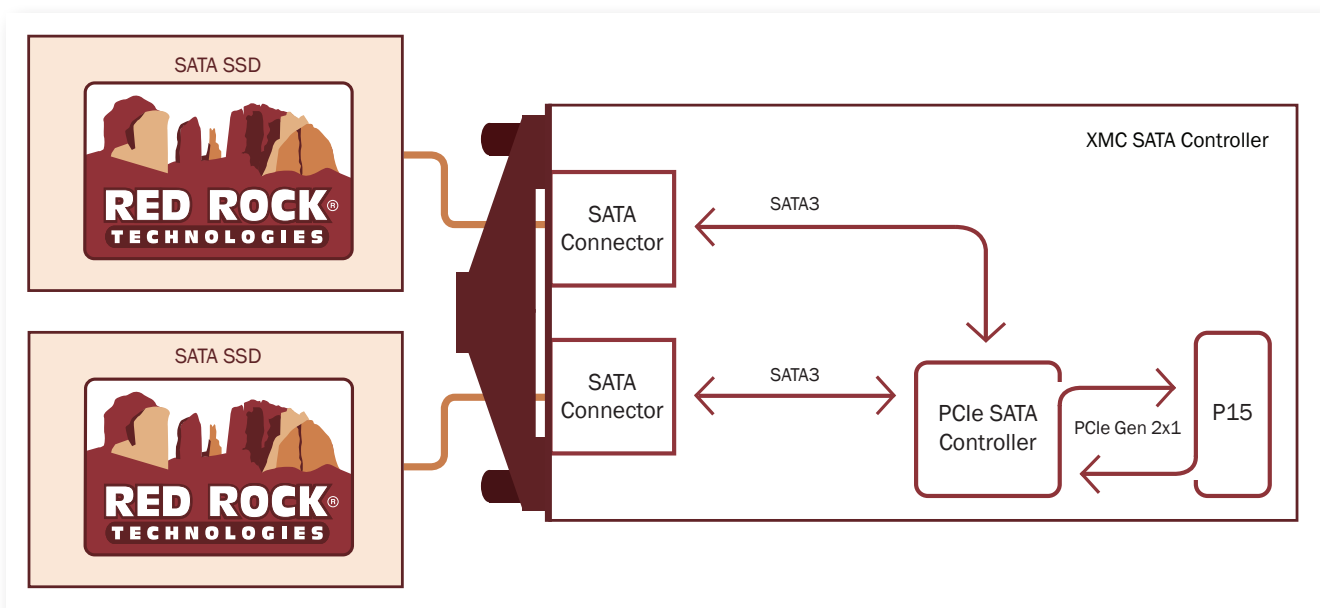 SATA SSD
RED ROCK®
TECHNOLOGIES
SATA SSD
RED ROCK®
TECHNOLOGIES
XMC SATA Controller
SATA
Connector
SATA3
SATA
Connector
SATA3
PCIe SATA
Controller
PCIe Gen 2x1
P15